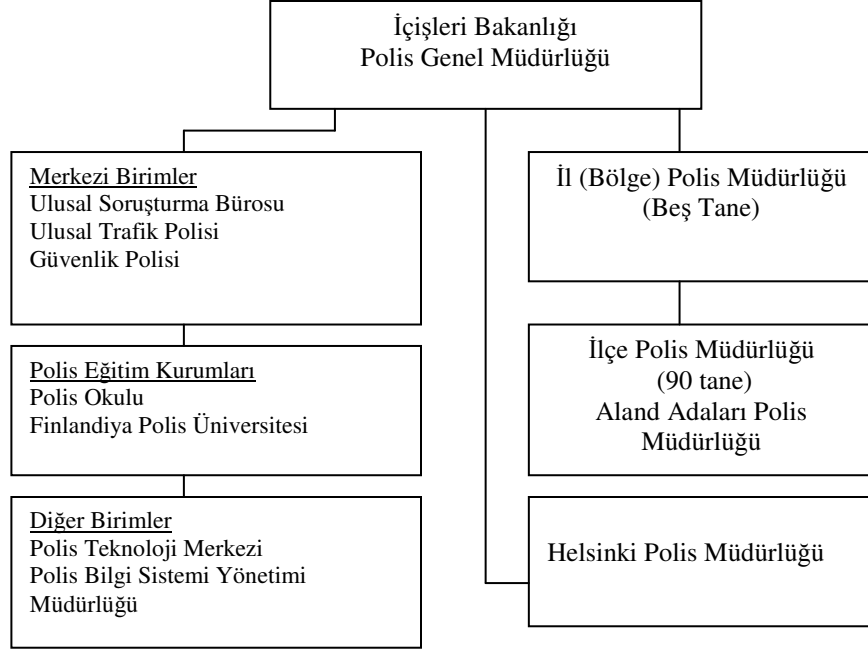 İçişleri Bakanlığı
Polis Genel Müdürlüğü
Merkezi Birimler
Ulusal Soruşturma Bürosu
Ulusal Trafik Polisi
Güvenlik Polisi
Polis Eğitim Kurumları
Polis Okulu
Finlandiya Polis Üniversitesi
Diğer Birimler
Polis Teknoloji Merkezi
Polis Bilgi Sistemi Yönetimi
Müdürlüğü
İl (Bölge) Polis Müdürlüğü
(Beş Tane)
İlçe Polis Müdürlüğü
(90 tane)
Aland Adaları Polis
Müdürlüğü
Helsinki Polis Müdürlüğü